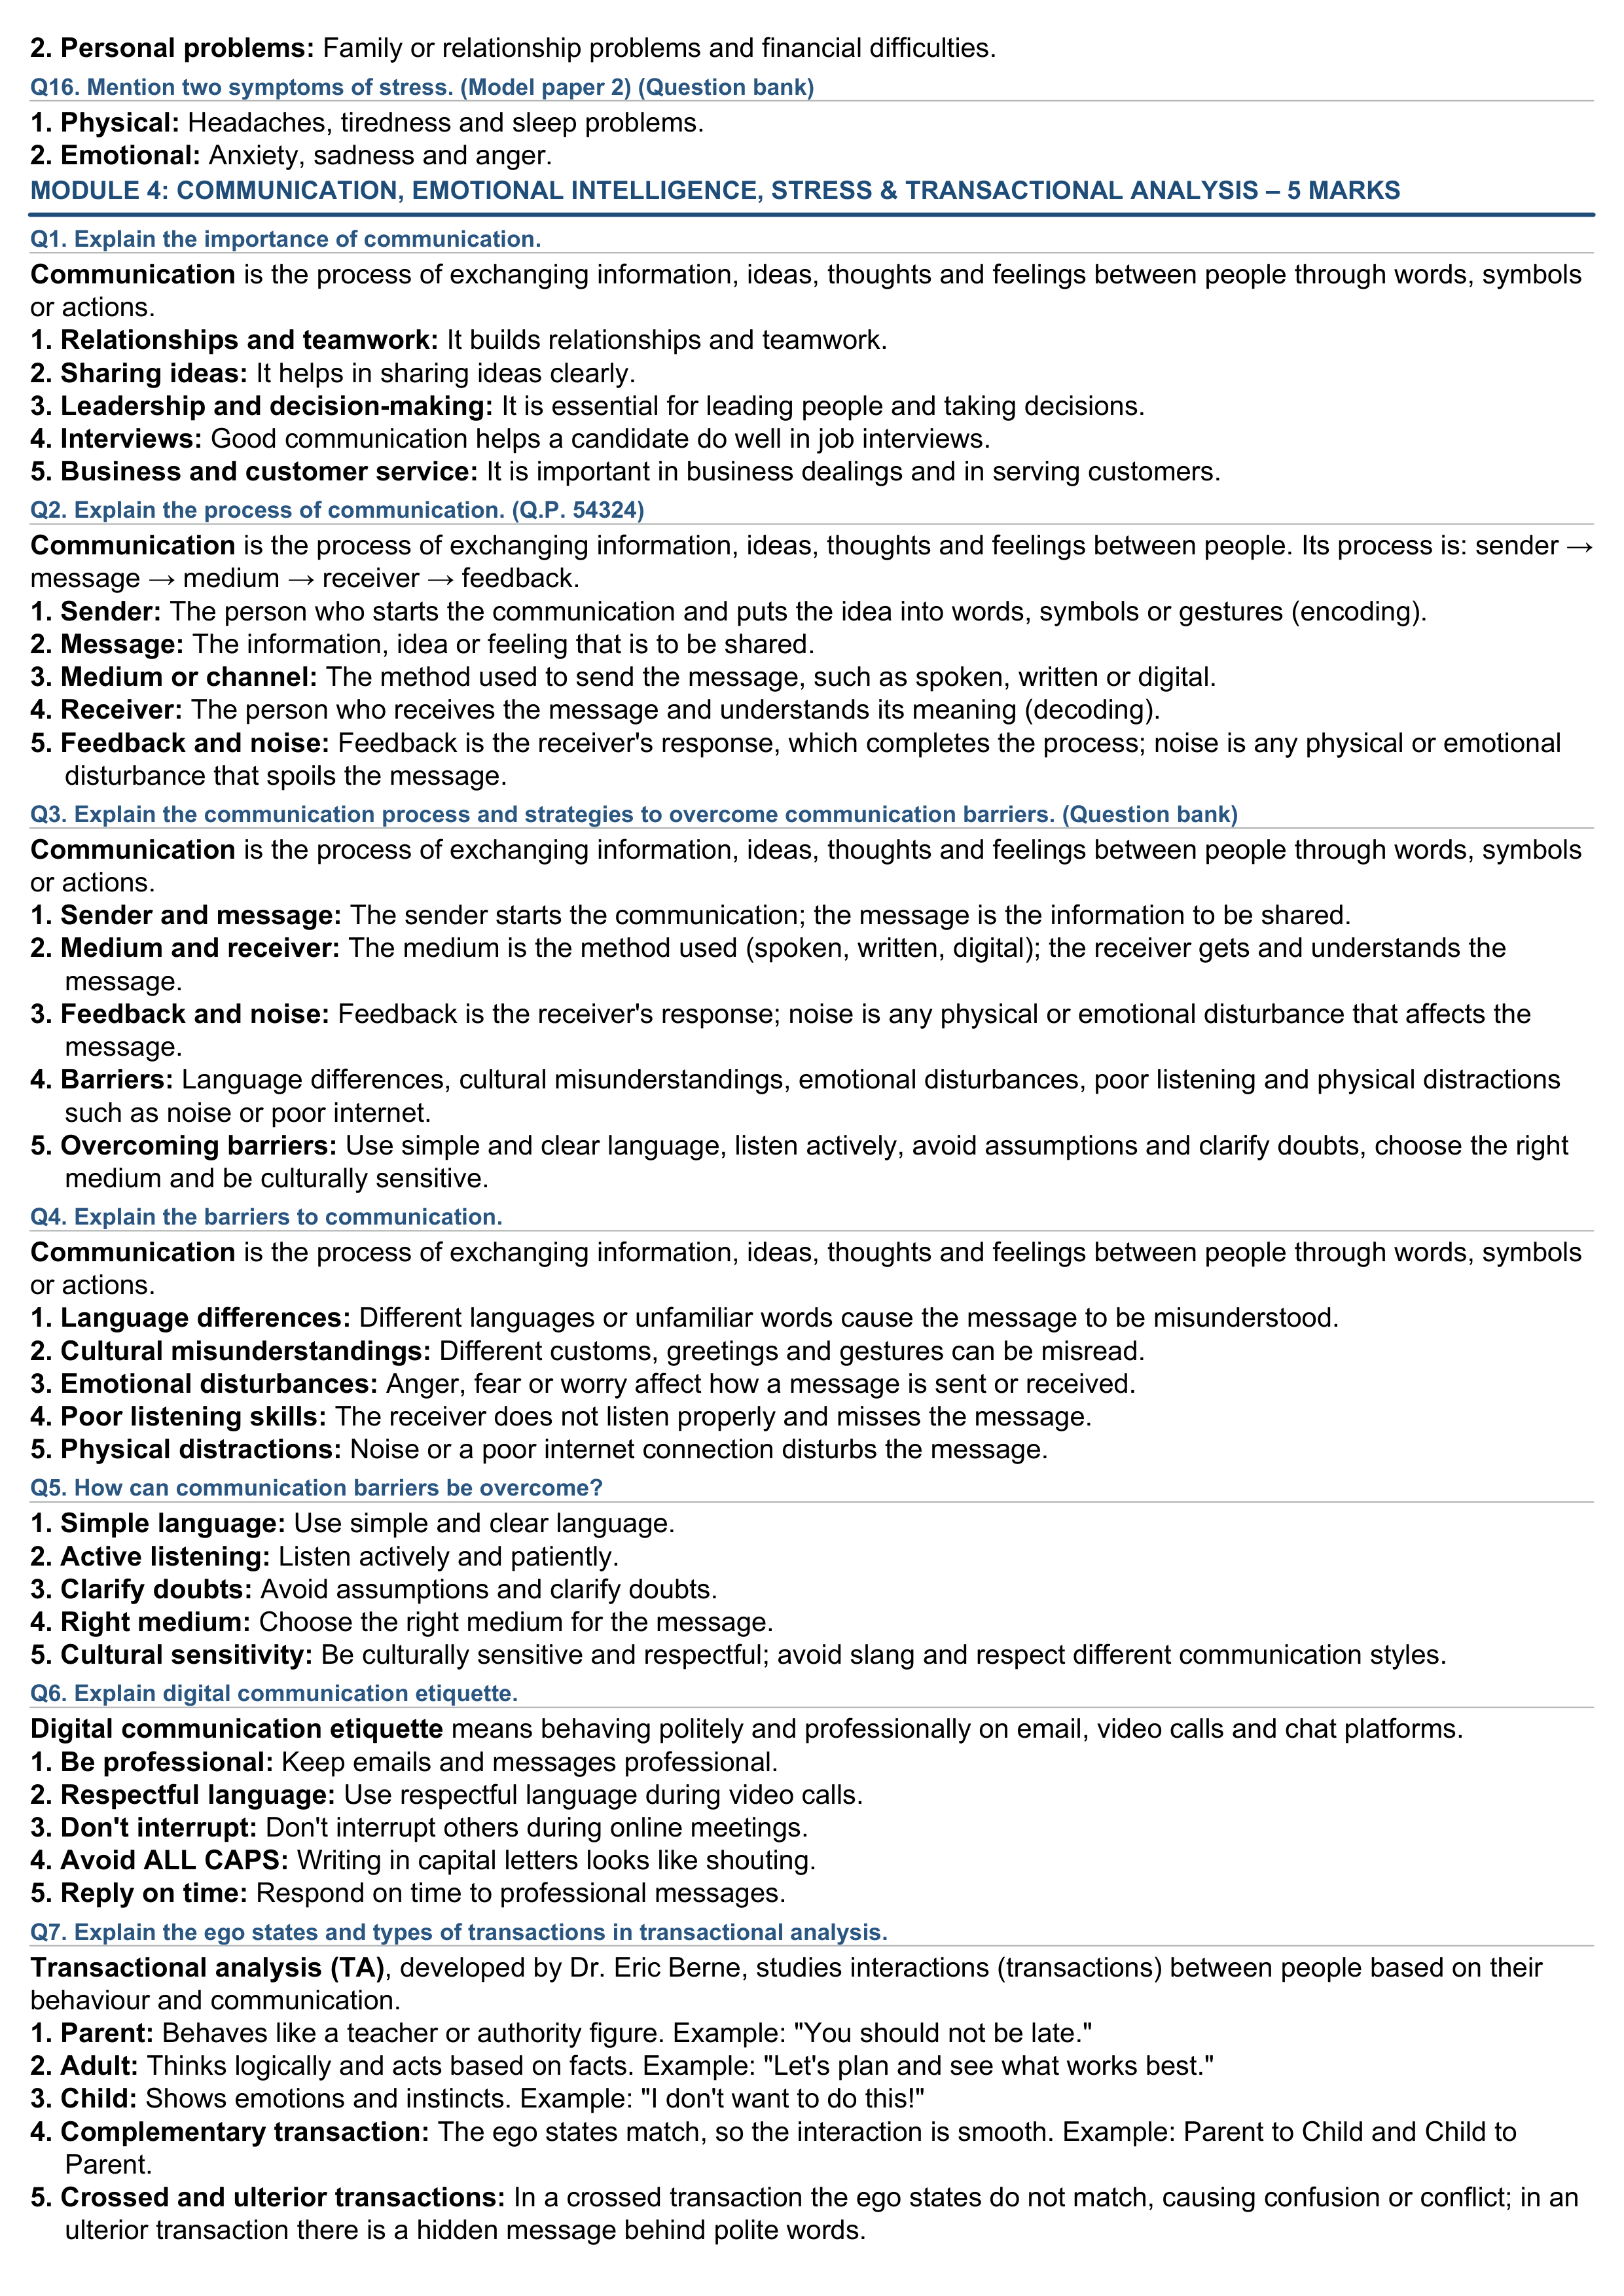 2. Personal problems: Family or relationship problems and financial difficulties.
Q16. Mention two symptoms of stress. (Model paper 2) (Question bank)
1. Physical: Headaches, tiredness and sleep problems.
2. Emotional: Anxiety, sadness and anger.
MODULE 4: COMMUNICATION, EMOTIONAL INTELLIGENCE, STRESS & TRANSACTIONAL ANALYSIS – 5 MARKS
Q1. Explain the importance of communication.
Communication is the process of exchanging information, ideas, thoughts and feelings between people through words, symbols
or actions.
1. Relationships and teamwork: It builds relationships and teamwork.
2. Sharing ideas: It helps in sharing ideas clearly.
3. Leadership and decision-making: It is essential for leading people and taking decisions.
4. Interviews: Good communication helps a candidate do well in job interviews.
5. Business and customer service: It is important in business dealings and in serving customers.
Q2. Explain the process of communication. (Q.P. 54324)
Communication is the process of exchanging information, ideas, thoughts and feelings between people. Its process is: sender →
message → medium → receiver → feedback.
1. Sender: The person who starts the communication and puts the idea into words, symbols or gestures (encoding).
2. Message: The information, idea or feeling that is to be shared.
3. Medium or channel: The method used to send the message, such as spoken, written or digital.
4. Receiver: The person who receives the message and understands its meaning (decoding).
5. Feedback and noise: Feedback is the receiver's response, which completes the process; noise is any physical or emotional
disturbance that spoils the message.
Q3. Explain the communication process and strategies to overcome communication barriers. (Question bank)
Communication is the process of exchanging information, ideas, thoughts and feelings between people through words, symbols
or actions.
1. Sender and message: The sender starts the communication; the message is the information to be shared.
2. Medium and receiver: The medium is the method used (spoken, written, digital); the receiver gets and understands the
message.
3. Feedback and noise: Feedback is the receiver's response; noise is any physical or emotional disturbance that affects the
message.
4. Barriers: Language differences, cultural misunderstandings, emotional disturbances, poor listening and physical distractions
such as noise or poor internet.
5. Overcoming barriers: Use simple and clear language, listen actively, avoid assumptions and clarify doubts, choose the right
medium and be culturally sensitive.
Q4. Explain the barriers to communication.
Communication is the process of exchanging information, ideas, thoughts and feelings between people through words, symbols
or actions.
1. Language differences: Different languages or unfamiliar words cause the message to be misunderstood.
2. Cultural misunderstandings: Different customs, greetings and gestures can be misread.
3. Emotional disturbances: Anger, fear or worry affect how a message is sent or received.
4. Poor listening skills: The receiver does not listen properly and misses the message.
5. Physical distractions: Noise or a poor internet connection disturbs the message.
Q5. How can communication barriers be overcome?
1. Simple language: Use simple and clear language.
2. Active listening: Listen actively and patiently.
3. Clarify doubts: Avoid assumptions and clarify doubts.
4. Right medium: Choose the right medium for the message.
5. Cultural sensitivity: Be culturally sensitive and respectful; avoid slang and respect different communication styles.
Q6. Explain digital communication etiquette.
Digital communication etiquette means behaving politely and professionally on email, video calls and chat platforms.
1. Be professional: Keep emails and messages professional.
2. Respectful language: Use respectful language during video calls.
3. Don't interrupt: Don't interrupt others during online meetings.
4. Avoid ALL CAPS: Writing in capital letters looks like shouting.
5. Reply on time: Respond on time to professional messages.
Q7. Explain the ego states and types of transactions in transactional analysis.
Transactional analysis (TA), developed by Dr. Eric Berne, studies interactions (transactions) between people based on their
behaviour and communication.
1. Parent: Behaves like a teacher or authority figure. Example: "You should not be late."
2. Adult: Thinks logically and acts based on facts. Example: "Let's plan and see what works best."
3. Child: Shows emotions and instincts. Example: "I don't want to do this!"
4. Complementary transaction: The ego states match, so the interaction is smooth. Example: Parent to Child and Child to
Parent.
5. Crossed and ulterior transactions: In a crossed transaction the ego states do not match, causing confusion or conflict; in an
ulterior transaction there is a hidden message behind polite words.